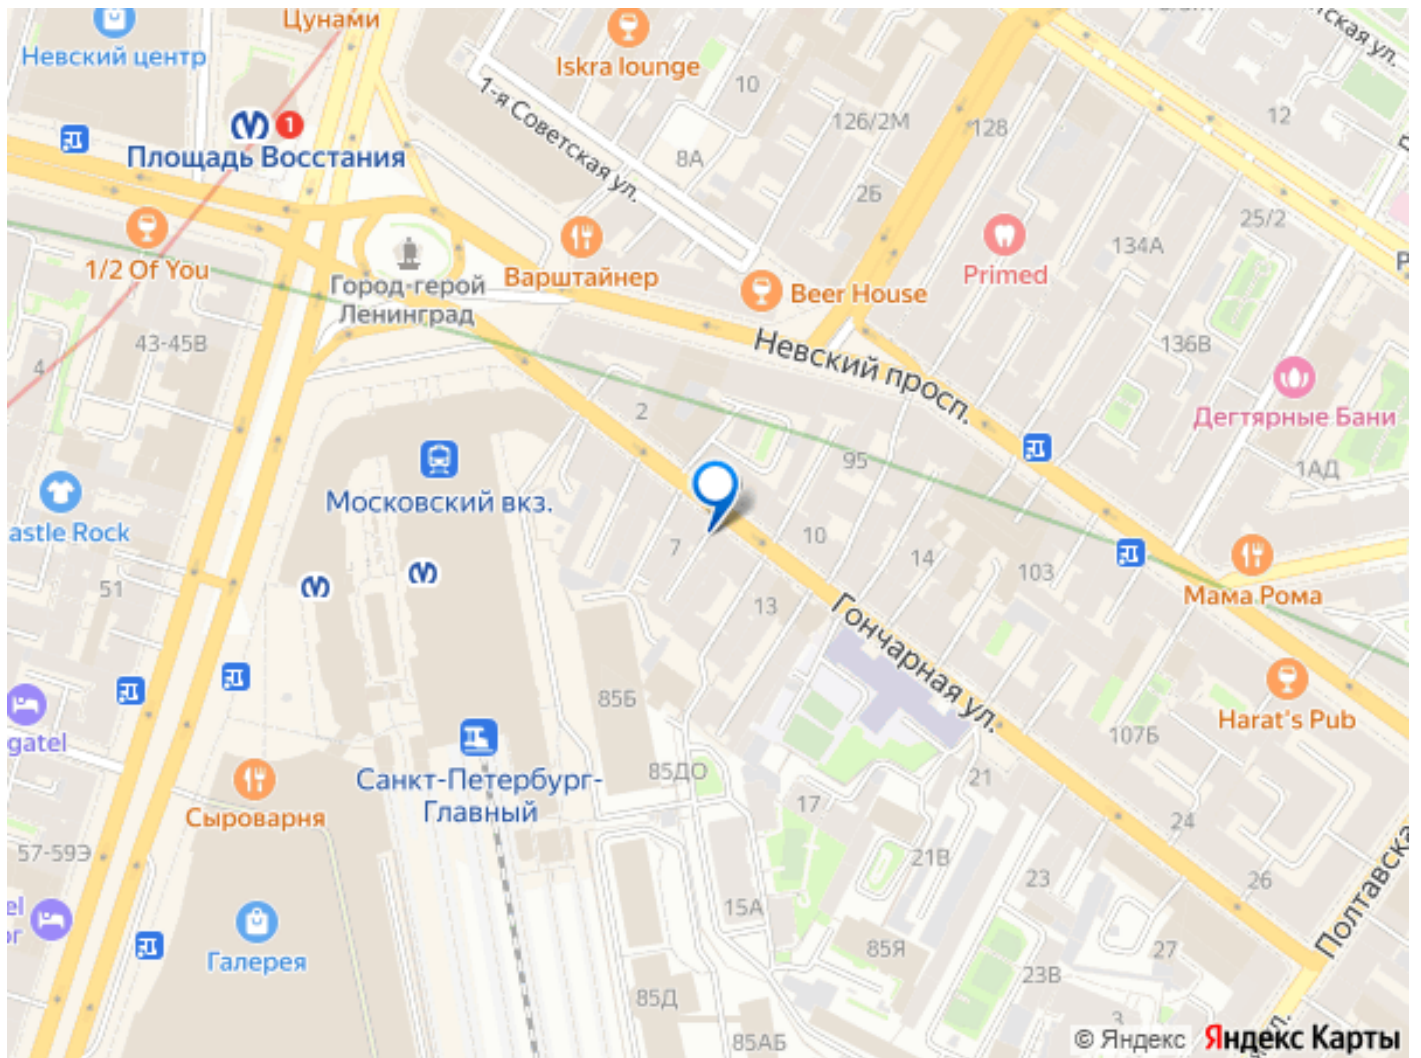 Цунами
Невский центр
Iskra lounge
10
1-я Советская ул.
126/2М
128
12
1
Площадь Восстания
8А
2Б
25/2
1/2 Of You
Варштайнер
134А
Primed
Город-герой
Ленинград
Beer House
43-45В
4
Невский просп.
136В
2
Дегтярные Бани
95
1АД
Московский вкз.
astle Rock
7
10
14
103
51
13
Мама Рома
Гончарная ул.
85Б
gatel
Harat's Pub
107Б
Санкт-Петербург-
Главный
85ДО
21
17
Сыроварня
24
57-59Э
21В
23
26
Полтавска
el
or
15А
Галерея
85Я
27
23В
85Д
3
85АБ
© Яндекс
Яндекс Карты